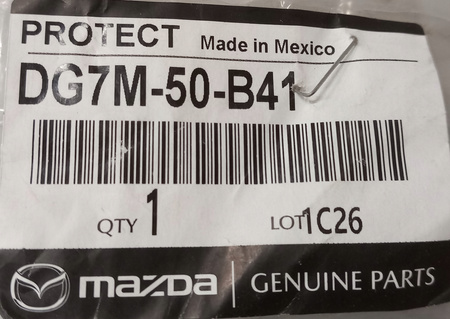 PROTECT Made in Mexico
DG7M-50-B41
QTY 1 LOT 1C26
mazda GENUINE PARTS